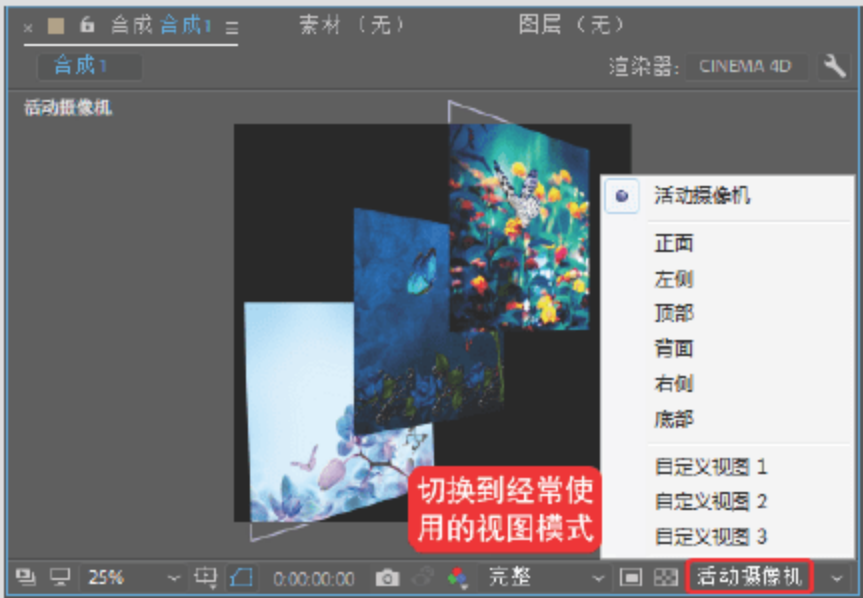 × 合成 合成1 ≡ 素材（无） 图层（无）
合成1 渲染器: CINEMA 4D
活动摄像机
活动摄像机
正面
左侧
顶部
背面
右侧
底部
自定义视图 1
自定义视图 2
自定义视图 3
切换到经常使
用的视图模式
25% 0:00:00:00 完整 活动摄像机